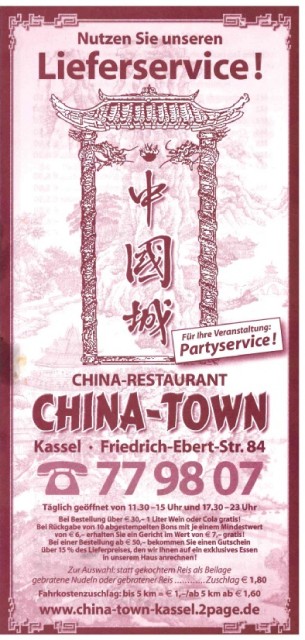 Nutzen Sie unseren
Lieferservice!
中
國
城
Für Ihre Veranstaltung:
Partyservice!
CHINA-RESTAURANT
CHINA-TOWN
Kassel · Friedrich-Ebert-Str. 84
☎ 77 98 07
Täglich geöffnet von 11.30 – 15 Uhr und 17.30 – 23 Uhr
Bei Bestellung über € 30,– 1 Liter Wein oder Cola gratis!
Bei Rückgabe von 10 abgestempelten Bons mit je einem Mindestwert
von € 6,– erhalten Sie ein Gericht im Wert von € 7,– gratis!
Bei einer Bestellung ab € 50,– bekommen Sie einen Gutschein
über 15 % des Lieferpreises, den wir Ihnen auf ein exklusives Essen
in unserem Haus anrechnen!
Zur Auswahl: statt gekochtem Reis als Beilage
gebratene Nudeln oder gebratener Reis ............ Zuschlag € 1,80
Fahrkostenzuschlag: bis 5 km = € 1,–/ab 5 km ab € 1,60
www.china-town-kassel.2page.de